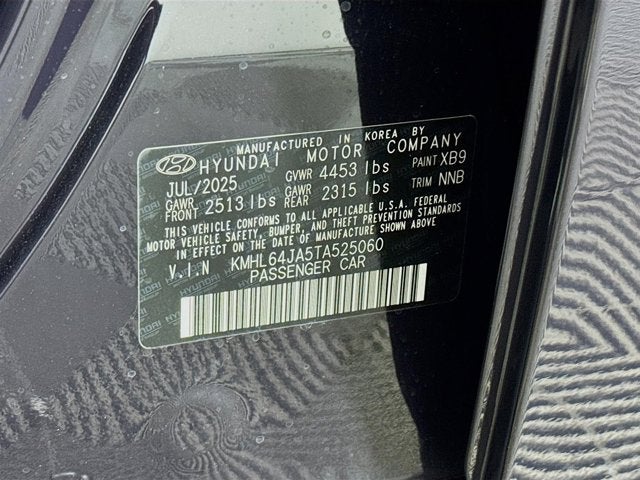 MANUFACTURED IN KOREA BY
HYUNDAI MOTOR COMPANY
JUL/2025 GVWR 4453 lbs PAINT XB9
GAWR FRONT 2513 lbs GAWR REAR 2315 lbs TRIM NNB
THIS VEHICLE CONFORMS TO ALL APPLICABLE U.S.A. FEDERAL
MOTOR VEHICLE SAFETY, BUMPER, AND THEFT PREVENTION STANDARDS
IN EFFECT ON THE DATE OF MANUFACTURE SHOWN ABOVE.
V.I.N KMHL64JA5TA525060
PASSENGER CAR